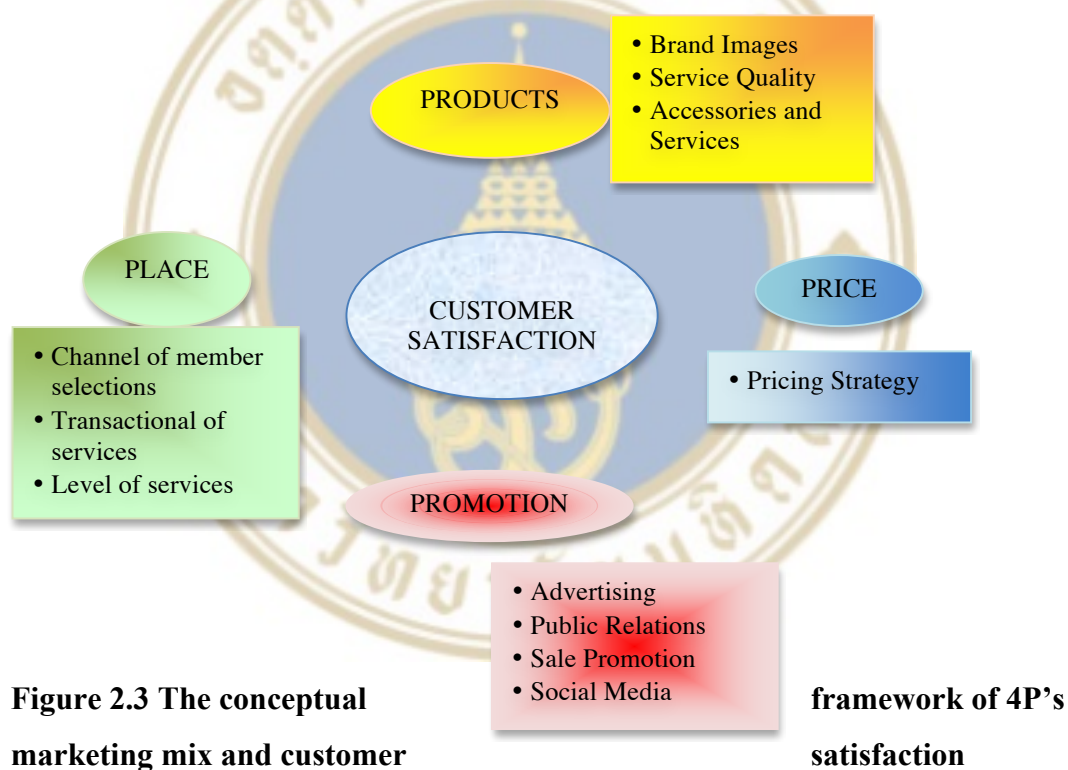 PRODUCTS
• Brand Images
• Service Quality
• Accessories and
Services
PLACE
• Channel of member
selections
• Transactional of
services
• Level of services
CUSTOMER
SATISFACTION
PRICE
• Pricing Strategy
PROMOTION
• Advertising
• Public Relations
• Sale Promotion
• Social Media
Figure 2.3 The conceptual framework of 4P’s
marketing mix and customer satisfaction